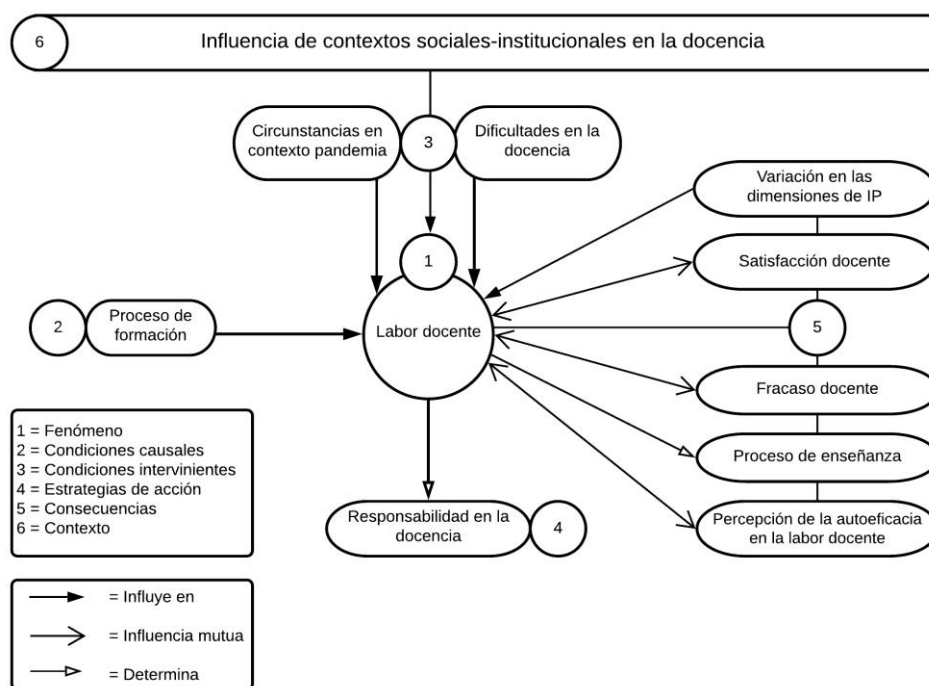 6
Influencia de contextos sociales-institucionales en la docencia
Circunstancias en
contexto pandemia
3
Dificultades en la
docencia
Variación en las
dimensiones de IP
1
Satisfacción docente
2
Proceso de
formación
Labor docente
5
Fracaso docente
1 = Fenómeno
2 = Condiciones causales
3 = Condiciones intervinientes
4 = Estrategias de acción
5 = Consecuencias
6 = Contexto
Proceso de enseñanza
Responsabilidad en la
docencia
4
Percepción de la autoeficacia
en la labor docente
= Influye en
= Influencia mutua
= Determina